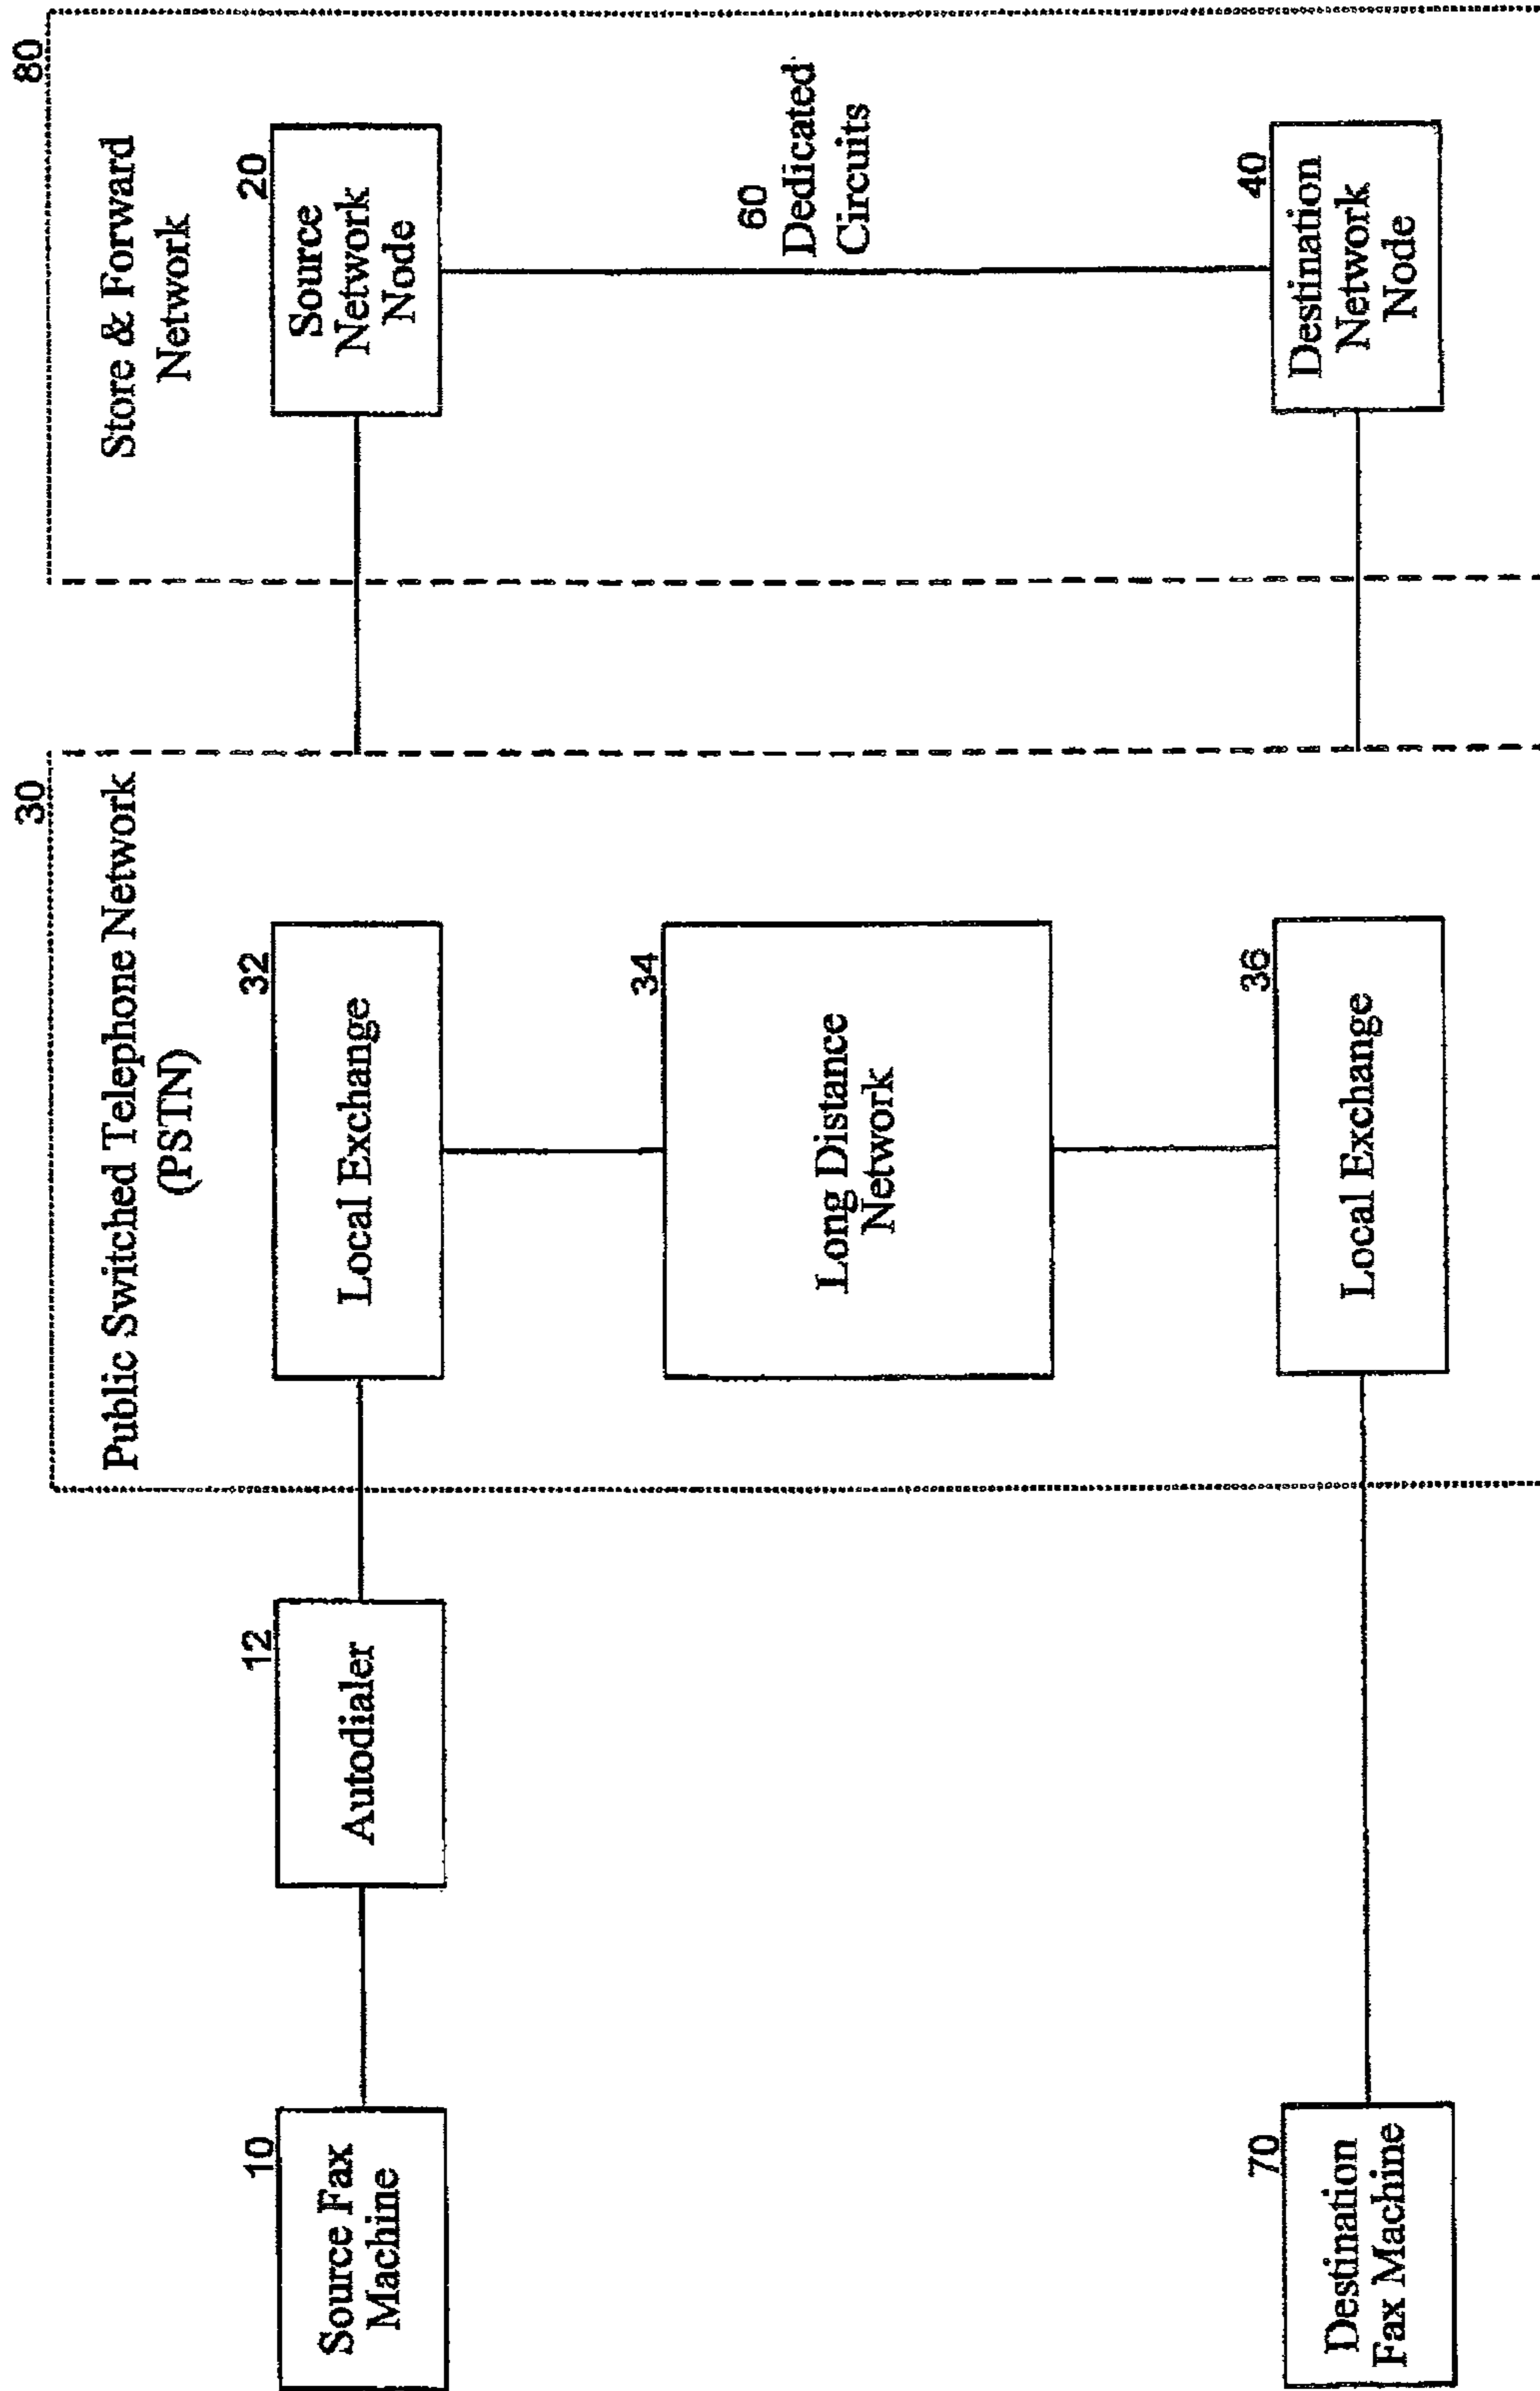 30
Public Switched Telephone Network
(PSTN)
80
Store & Forward
Network
10
Source Fax
Machine
12
Autodialer
32
Local Exchange
20
Source
Network
Node
34
Long Distance
Network
60
Dedicated
Circuits
70
Destination
Fax Machine
36
Local Exchange
40
Destination
Network
Node